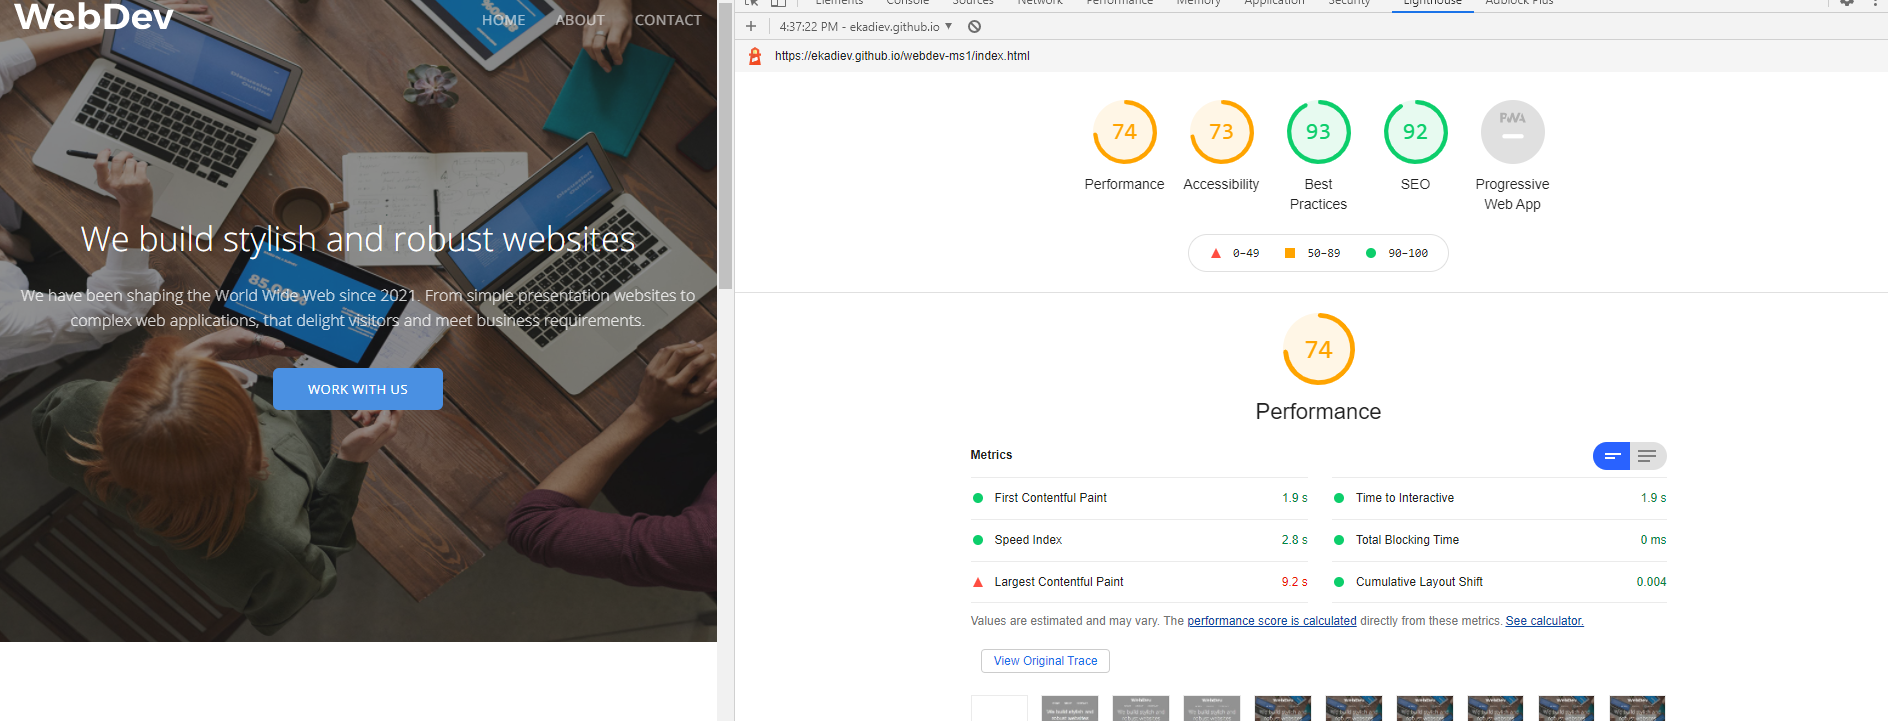 WebDev
HOME ABOUT CONTACT
We build stylish and robust websites
We have been shaping the World Wide Web since 2021. From simple presentation websites to
complex web applications, that delight visitors and meet business requirements.
WORK WITH US
85.00%
Elements Console Sources Network Performance Memory Application Security Lighthouse Adblock Plus
4:37:22 PM - ekadiev.github.io
https://ekadiev.github.io/webdev-ms1/index.html
74 73 93 92 PWA
Performance Accessibility Best SEO Progressive
Practices Web App
0–49 50–89 90–100
74
Performance
Metrics
First Contentful Paint 1.9 s Time to Interactive 1.9 s
Speed Index 2.8 s Total Blocking Time 0 ms
Largest Contentful Paint 9.2 s Cumulative Layout Shift 0.004
Values are estimated and may vary. The performance score is calculated directly from these metrics. See calculator.
View Original Trace